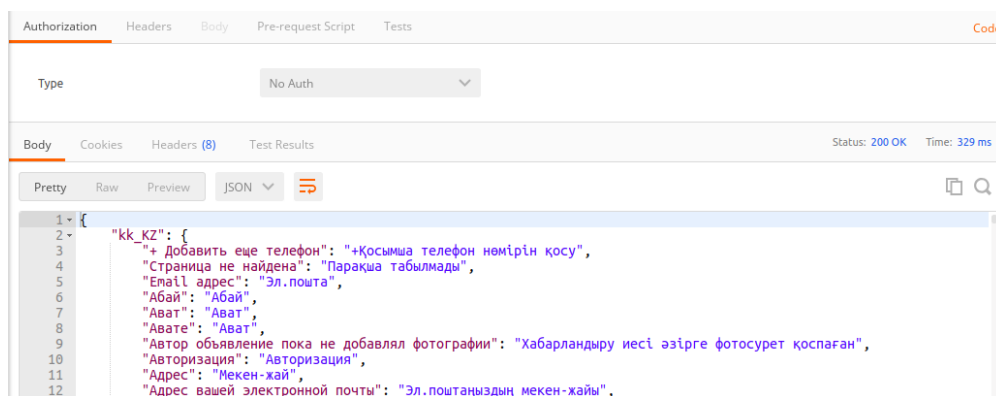 Authorization Headers Body Pre-request Script Tests Code
Type No Auth
Body Cookies Headers (8) Test Results Status: 200 OK Time: 329 ms
Pretty Raw Preview JSON
1 {
2 "kk_KZ": {
3 "+ Добавить еще телефон": "+Қосымша телефон нөмірін қосу",
4 "Страница не найдена": "Парақша табылмады",
5 "Email адрес": "Эл.пошта",
6 "Абай": "Абай",
7 "Ават": "Ават",
8 "Авате": "Ават",
9 "Автор объявление пока не добавлял фотографии": "Хабарландыру иесі әзірге фотосурет қоспаған",
10 "Авторизация": "Авторизация",
11 "Адрес": "Мекен-жай",
12 "Адрес вашей электронной почты": "Эл.поштаңыздың мекен-жайы",